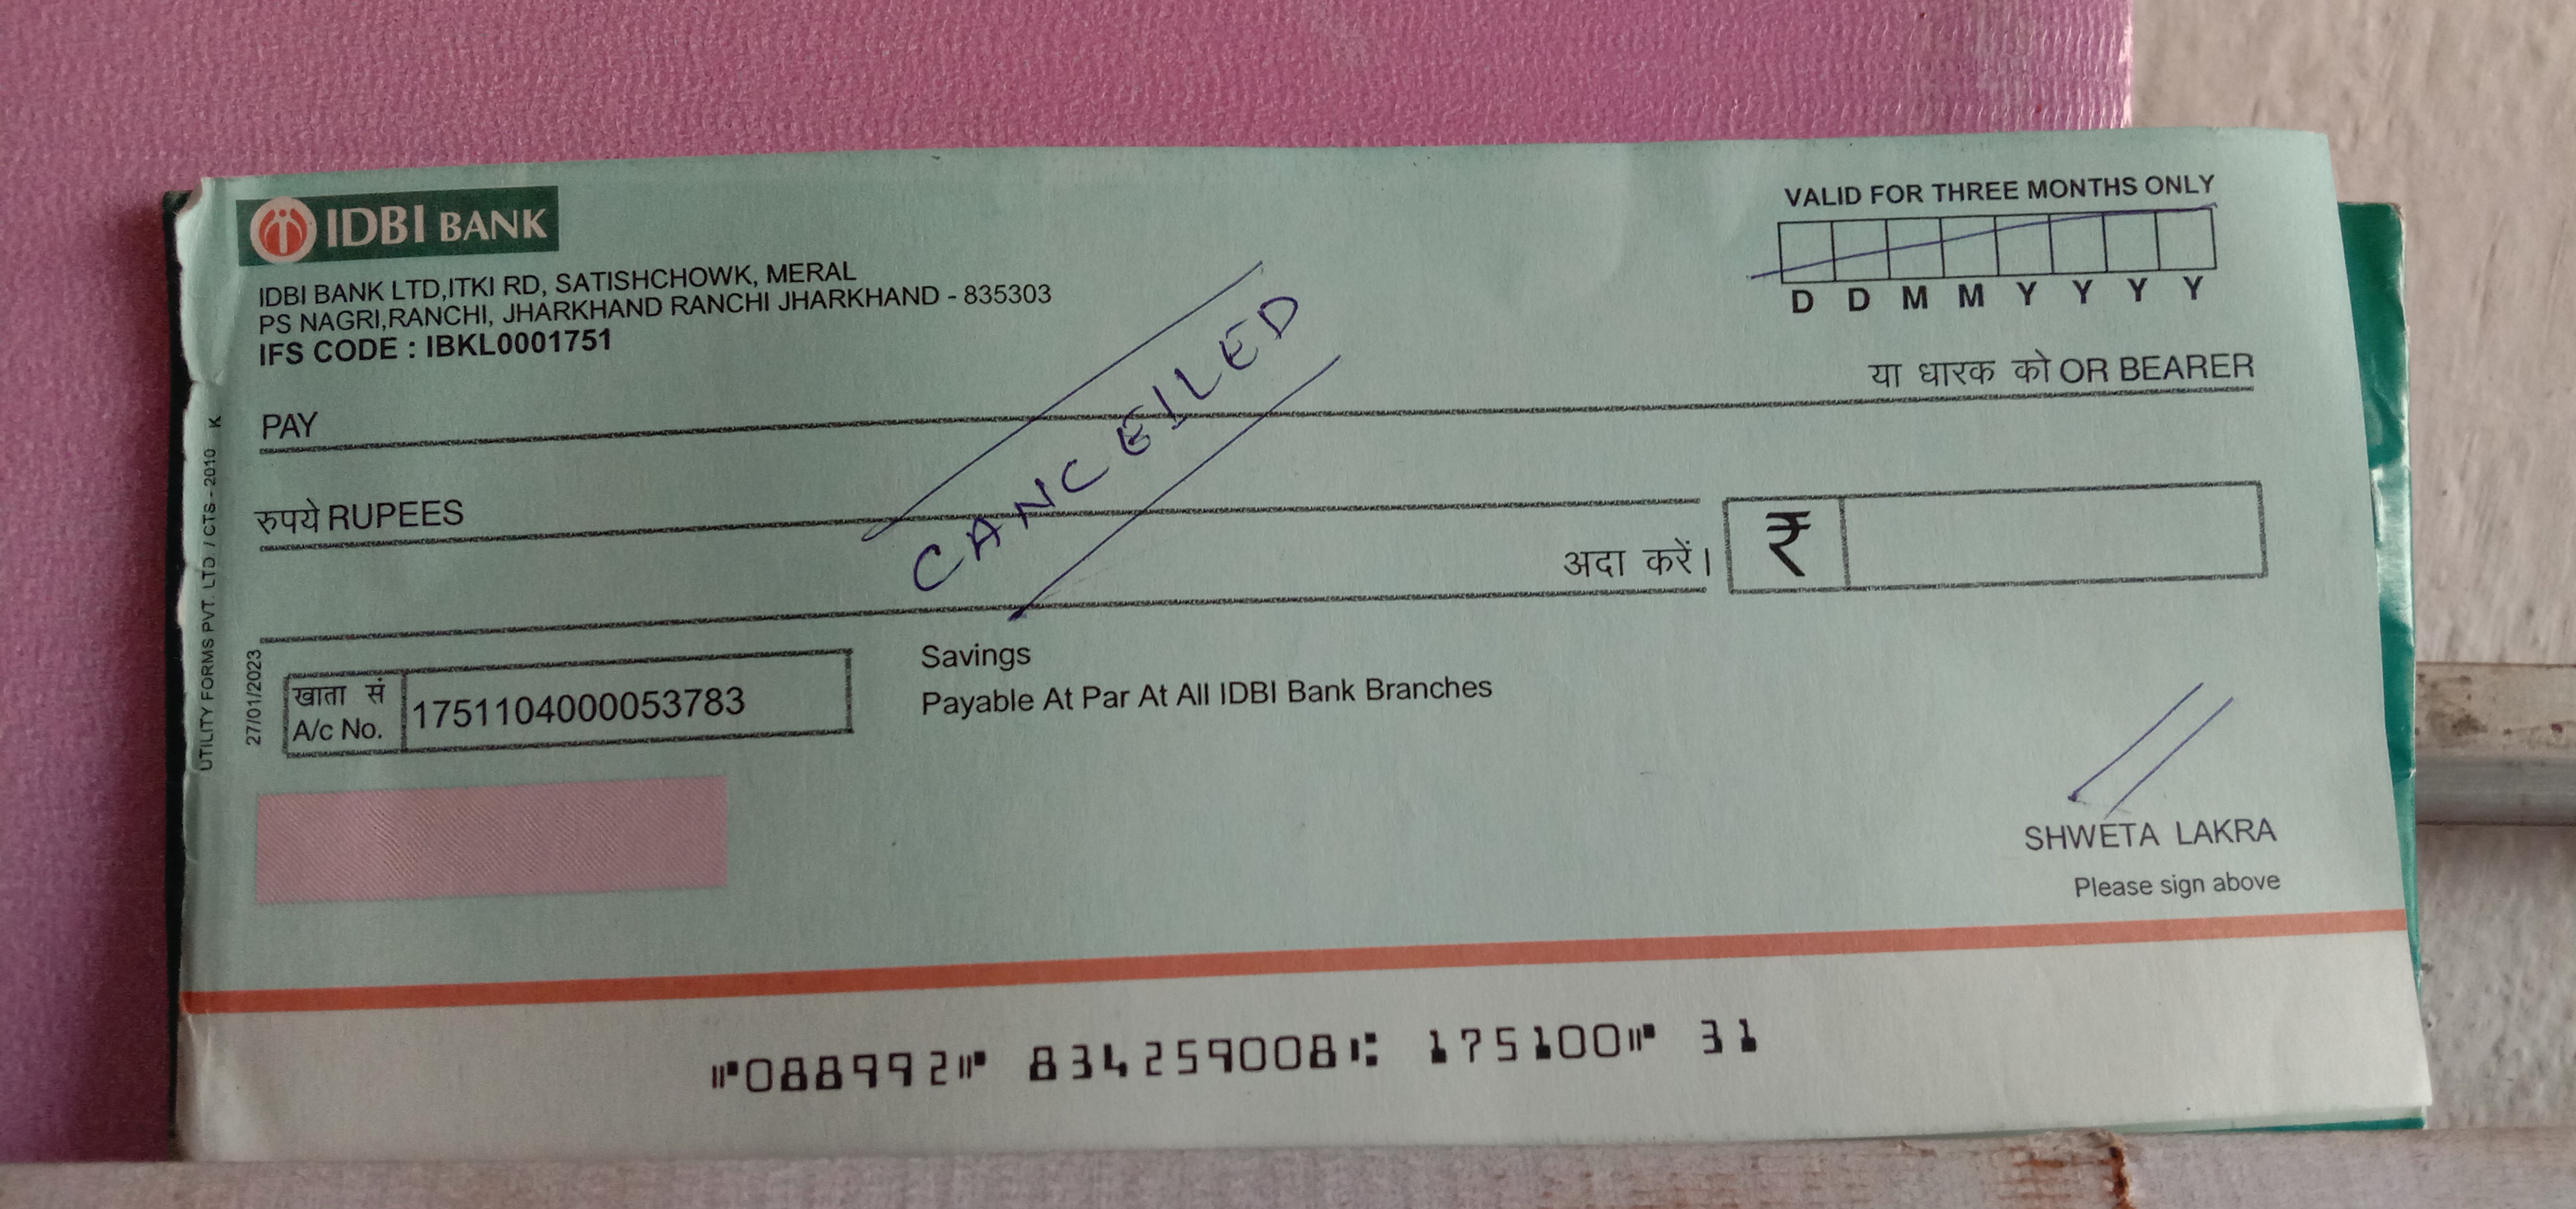 IDBI BANK
VALID FOR THREE MONTHS ONLY
D D M M Y Y Y Y
IDBI BANK LTD,ITKI RD, SATISHCHOWK, MERAL
PS NAGRI,RANCHI, JHARKHAND RANCHI JHARKHAND - 835303
IFS CODE : IBKL0001751
PAY
या धारक को OR BEARER
CANCELLED
रुपये RUPEES
अदा करें।
₹
UTILITY FORMS PVT. LTD. / CTS - 2010 K
27/01/2023
खाता सं
A/c No.
1751104000053783
Savings
Payable At Par At All IDBI Bank Branches
SHWETA LAKRA
Please sign above
⑈088992⑈ 834259008⑆ 175100⑈ 31